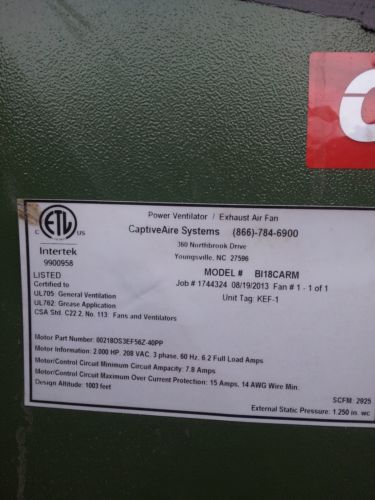 Power Ventilator / Exhaust Air Fan
CaptiveAire Systems (866)-784-6900
360 Northbrook Drive
Youngsville, NC 27596
ETL
C US
Intertek
9900958
MODEL # BI18CARM
LISTED
Job # 1744324 08/19/2013 Fan # 1 - 1 of 1
Certified to
Unit Tag: KEF-1
UL705: General Ventilation
UL762: Grease Application
CSA Std. C22.2. No. 113: Fans and Ventilators
Motor Part Number: 00218OS3EF56Z-40PP
Motor Information: 2.000 HP, 208 VAC, 3 phase, 60 Hz, 6.2 Full Load Amps
Motor/Control Circuit Minimum Circuit Ampacity: 7.8 Amps
Motor/Control Circuit Maximum Over Current Protection: 15 Amps, 14 AWG Wire Min.
Design Altitude: 1003 feet
SCFM: 2925
External Static Pressure: 1.250 in. wc